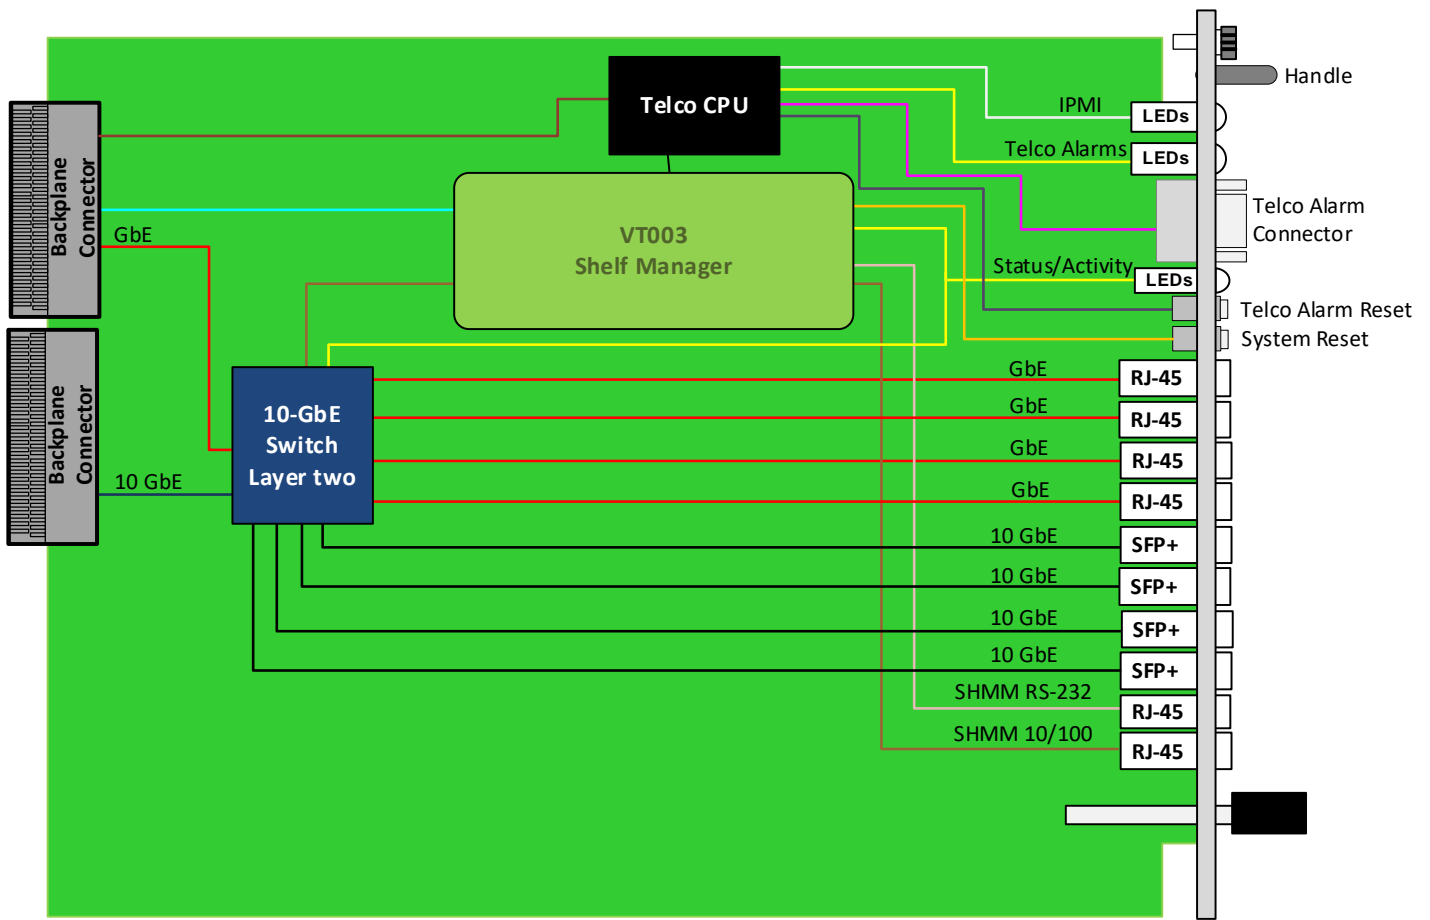 Telco CPU
Handle
IPMI
LEDs
Telco Alarms
LEDs
Backplane
Connector
Telco Alarm
Connector
GbE
VT003
Shelf Manager
Status/Activity
LEDs
Telco Alarm Reset
System Reset
GbE
RJ-45
Backplane
Connector
10-GbE
Switch
Layer two
GbE
RJ-45
GbE
RJ-45
10 GbE
GbE
RJ-45
10 GbE
SFP+
10 GbE
SFP+
10 GbE
SFP+
10 GbE
SFP+
SHMM RS-232
RJ-45
SHMM 10/100
RJ-45